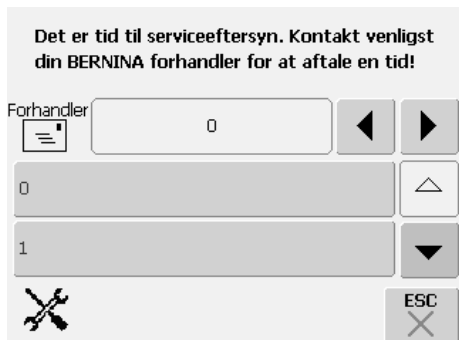 Det er tid til serviceeftersyn. Kontakt venligst
din BERNINA forhandler for at aftale en tid!
Forhandler
0
0
1
ESC